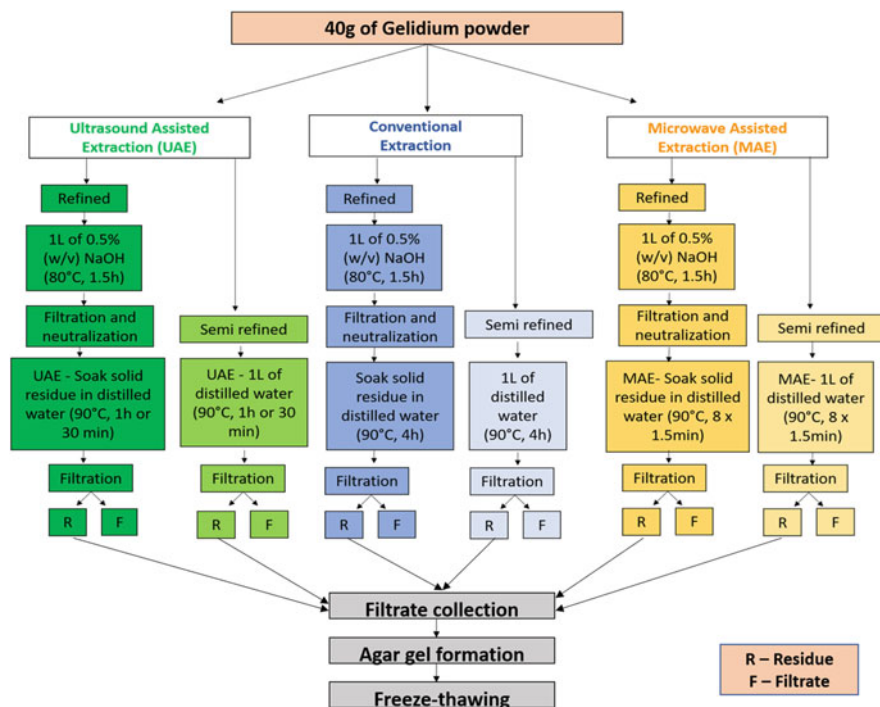 40g of Gelidium powder
Ultrasound Assisted
Extraction (UAE)
Refined
1L of 0.5%
(w/v) NaOH
(80°C, 1.5h)
Filtration and
neutralization
UAE - Soak solid
residue in distilled
water (90°C, 1h or
30 min)
Filtration
R
F
Semi refined
UAE - 1L of
distilled water
(90°C, 1h or 30
min)
Filtration
R
F
Conventional
Extraction
Refined
1L of 0.5%
(w/v) NaOH
(80°C, 1.5h)
Filtration and
neutralization
Soak solid
residue in
distilled water
(90°C, 4h)
Filtration
R
F
Semi refined
1L of
distilled
water
(90°C, 4h)
Filtration
R
F
Microwave Assisted
Extraction (MAE)
Refined
1L of 0.5%
(w/v) NaOH
(80°C, 1.5h)
Filtration and
neutralization
MAE- Soak solid
residue in distilled
water (90°C, 8 x
1.5min)
Filtration
R
F
Semi refined
MAE- 1L of
distilled water
(90°C, 8 x
1.5min)
Filtration
R
F
Filtrate collection
Agar gel formation
Freeze-thawing
R – Residue
F – Filtrate